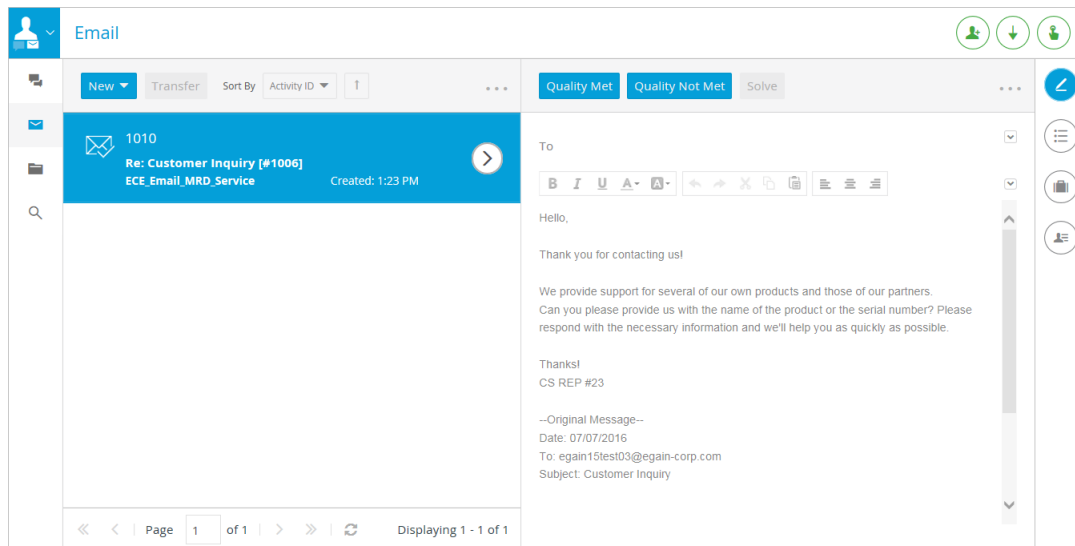 Email
New
Transfer
Sort By
Activity ID
1010
Re: Customer Inquiry [#1006]
ECE_Email_MRD_Service
Created: 1:23 PM
Page 1 of 1
Displaying 1 - 1 of 1
Quality Met
Quality Not Met
Solve
To
B I U A A
Hello,
Thank you for contacting us!
We provide support for several of our own products and those of our partners.
Can you please provide us with the name of the product or the serial number? Please
respond with the necessary information and we'll help you as quickly as possible.
Thanks!
CS REP #23
--Original Message--
Date: 07/07/2016
To: egain15test03@egain-corp.com
Subject: Customer Inquiry